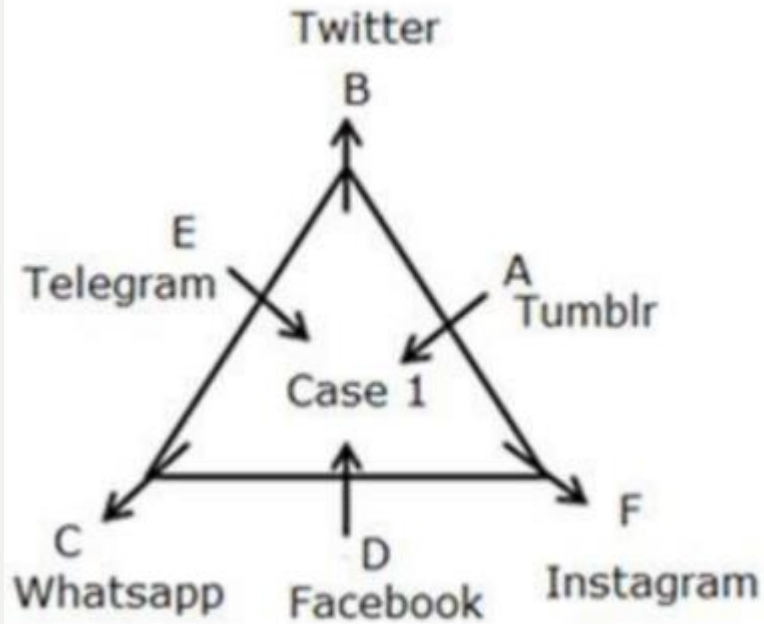 Twitter
B
E
Telegram
A
Tumblr
Case 1
C
Whatsapp
D
Facebook
F
Instagram